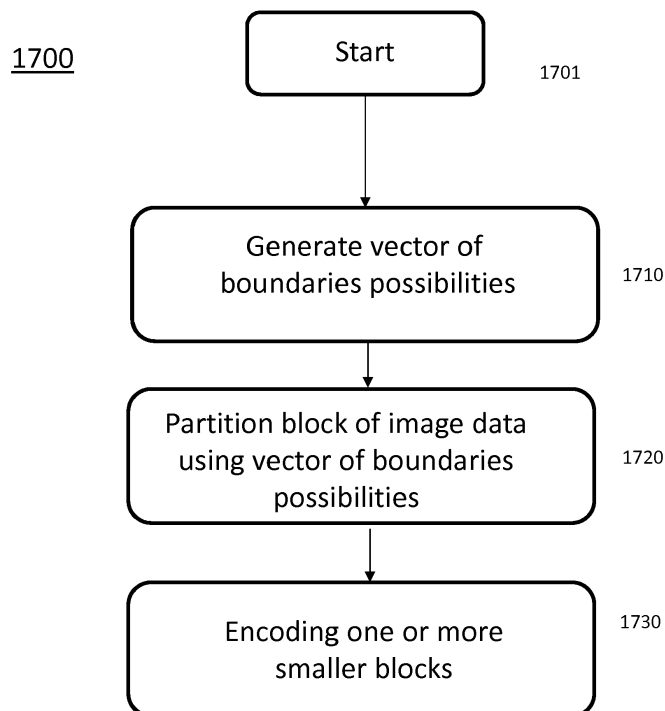 1700
Start
1701
Generate vector of
boundaries possibilities
1710
Partition block of image data
using vector of boundaries
possibilities
1720
Encoding one or more
smaller blocks
1730